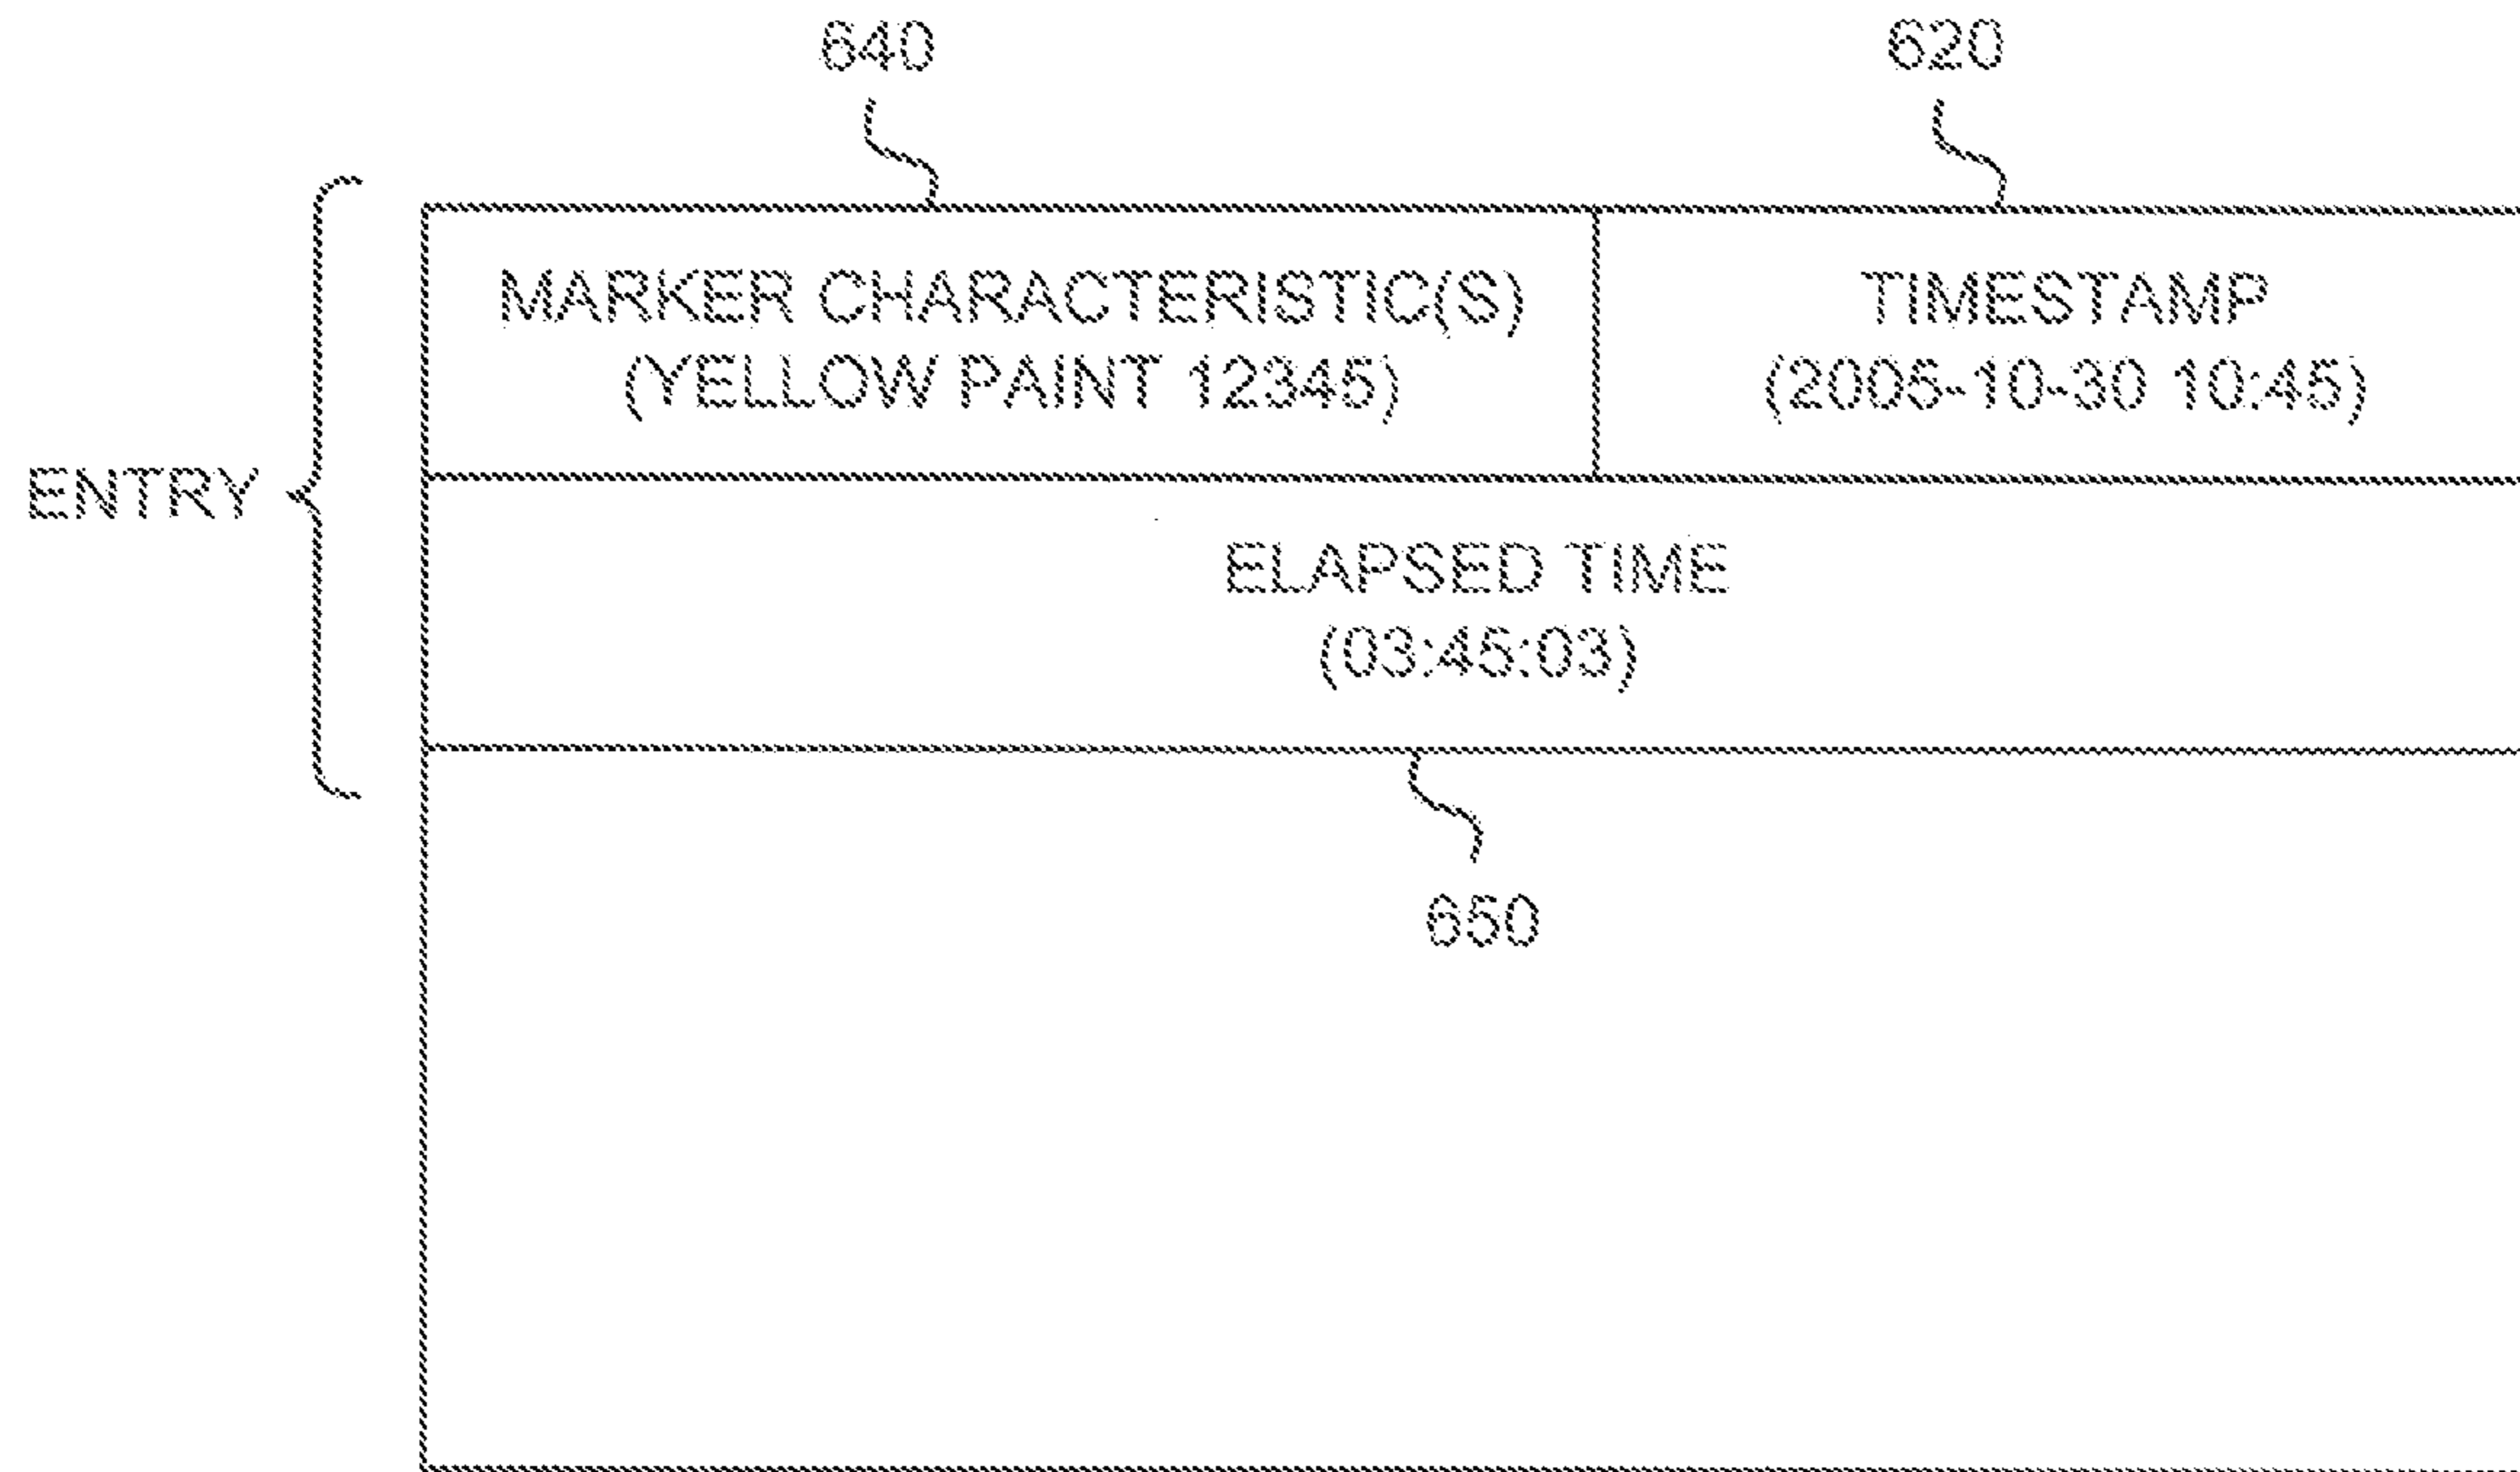 640
620
MARKER CHARACTERISTIC(S)
(YELLOW PAINT 12345)
TIMESTAMP
(2005-10-30 10:45)
ENTRY
ELAPSED TIME
(03:45:03)
650